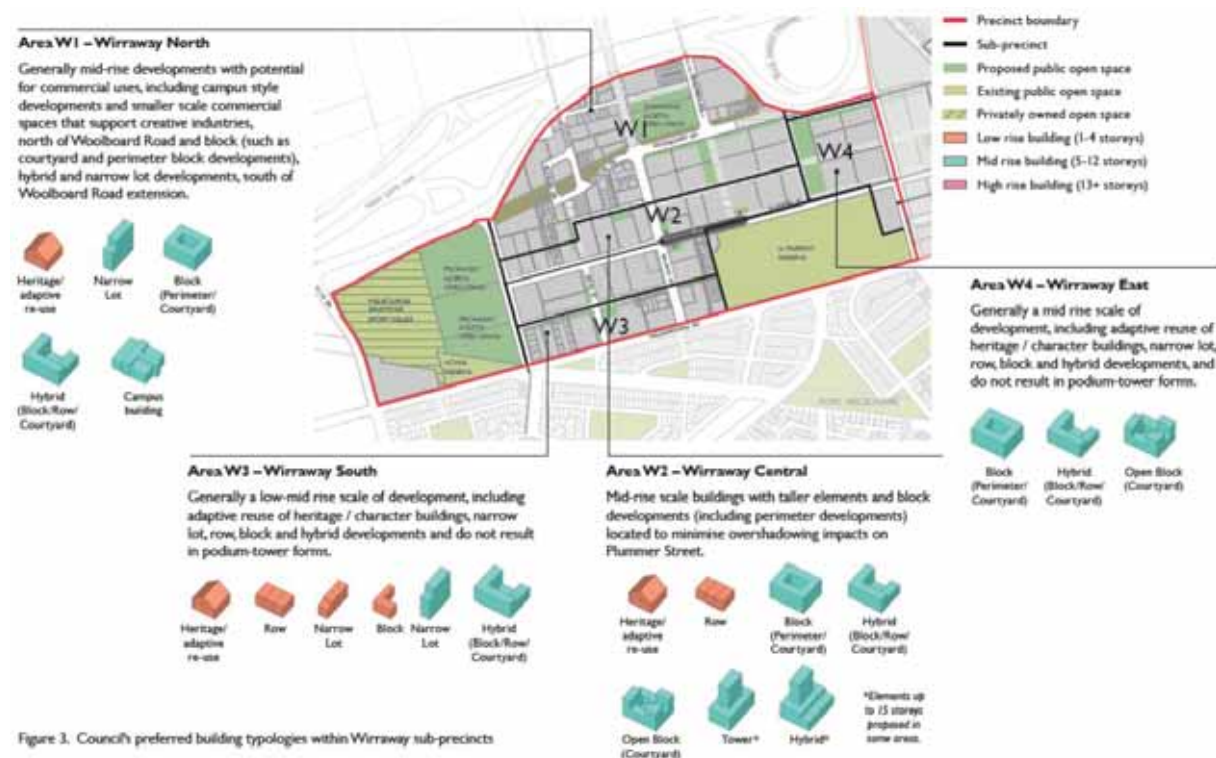 Area W1 – Wirraway North
Generally mid-rise developments with potential
for commercial uses, including campus style
developments and smaller scale commercial
spaces that support creative industries,
north of Woolboard Road and block (such as
courtyard and perimeter block developments),
hybrid and narrow lot developments, south of
Woolboard Road extension.
Heritage/
adaptive
re-use
Narrow
Lot
Block
(Perimeter/
Courtyard)
Hybrid
(Block/Row/
Courtyard)
Campus
building
W1
W2
W3
W4
Precinct boundary
Sub-precinct
Proposed public open space
Existing public open space
Privately owned open space
Low rise building (1-4 storeys)
Mid rise building (5-12 storeys)
High rise building (13+ storeys)
Area W4 – Wirraway East
Generally a mid rise scale of
development, including adaptive reuse of
heritage / character buildings, narrow lot,
row, block and hybrid developments, and
do not result in podium-tower forms.
Block
(Perimeter/
Courtyard)
Hybrid
(Block/Row/
Courtyard)
Open Block
(Courtyard)
Area W3 – Wirraway South
Generally a low-mid rise scale of development, including
adaptive reuse of heritage / character buildings, narrow
lot, row, block and hybrid developments and do not result
in podium-tower forms.
Heritage/
adaptive
re-use
Row
Narrow
Lot
Block
Narrow
Lot
Hybrid
(Block/Row/
Courtyard)
Area W2 – Wirraway Central
Mid-rise scale buildings with taller elements and block
developments (including perimeter developments)
located to minimise overshadowing impacts on
Plummer Street.
Heritage/
adaptive
re-use
Row
Block
(Perimeter/
Courtyard)
Hybrid
(Block/Row/
Courtyard)
Open Block
(Courtyard)
Tower*
Hybrid*
*Elements up
to 15 storeys
proposed in
some areas.
Figure 3. Council's preferred building typologies within Wirraway sub-precincts